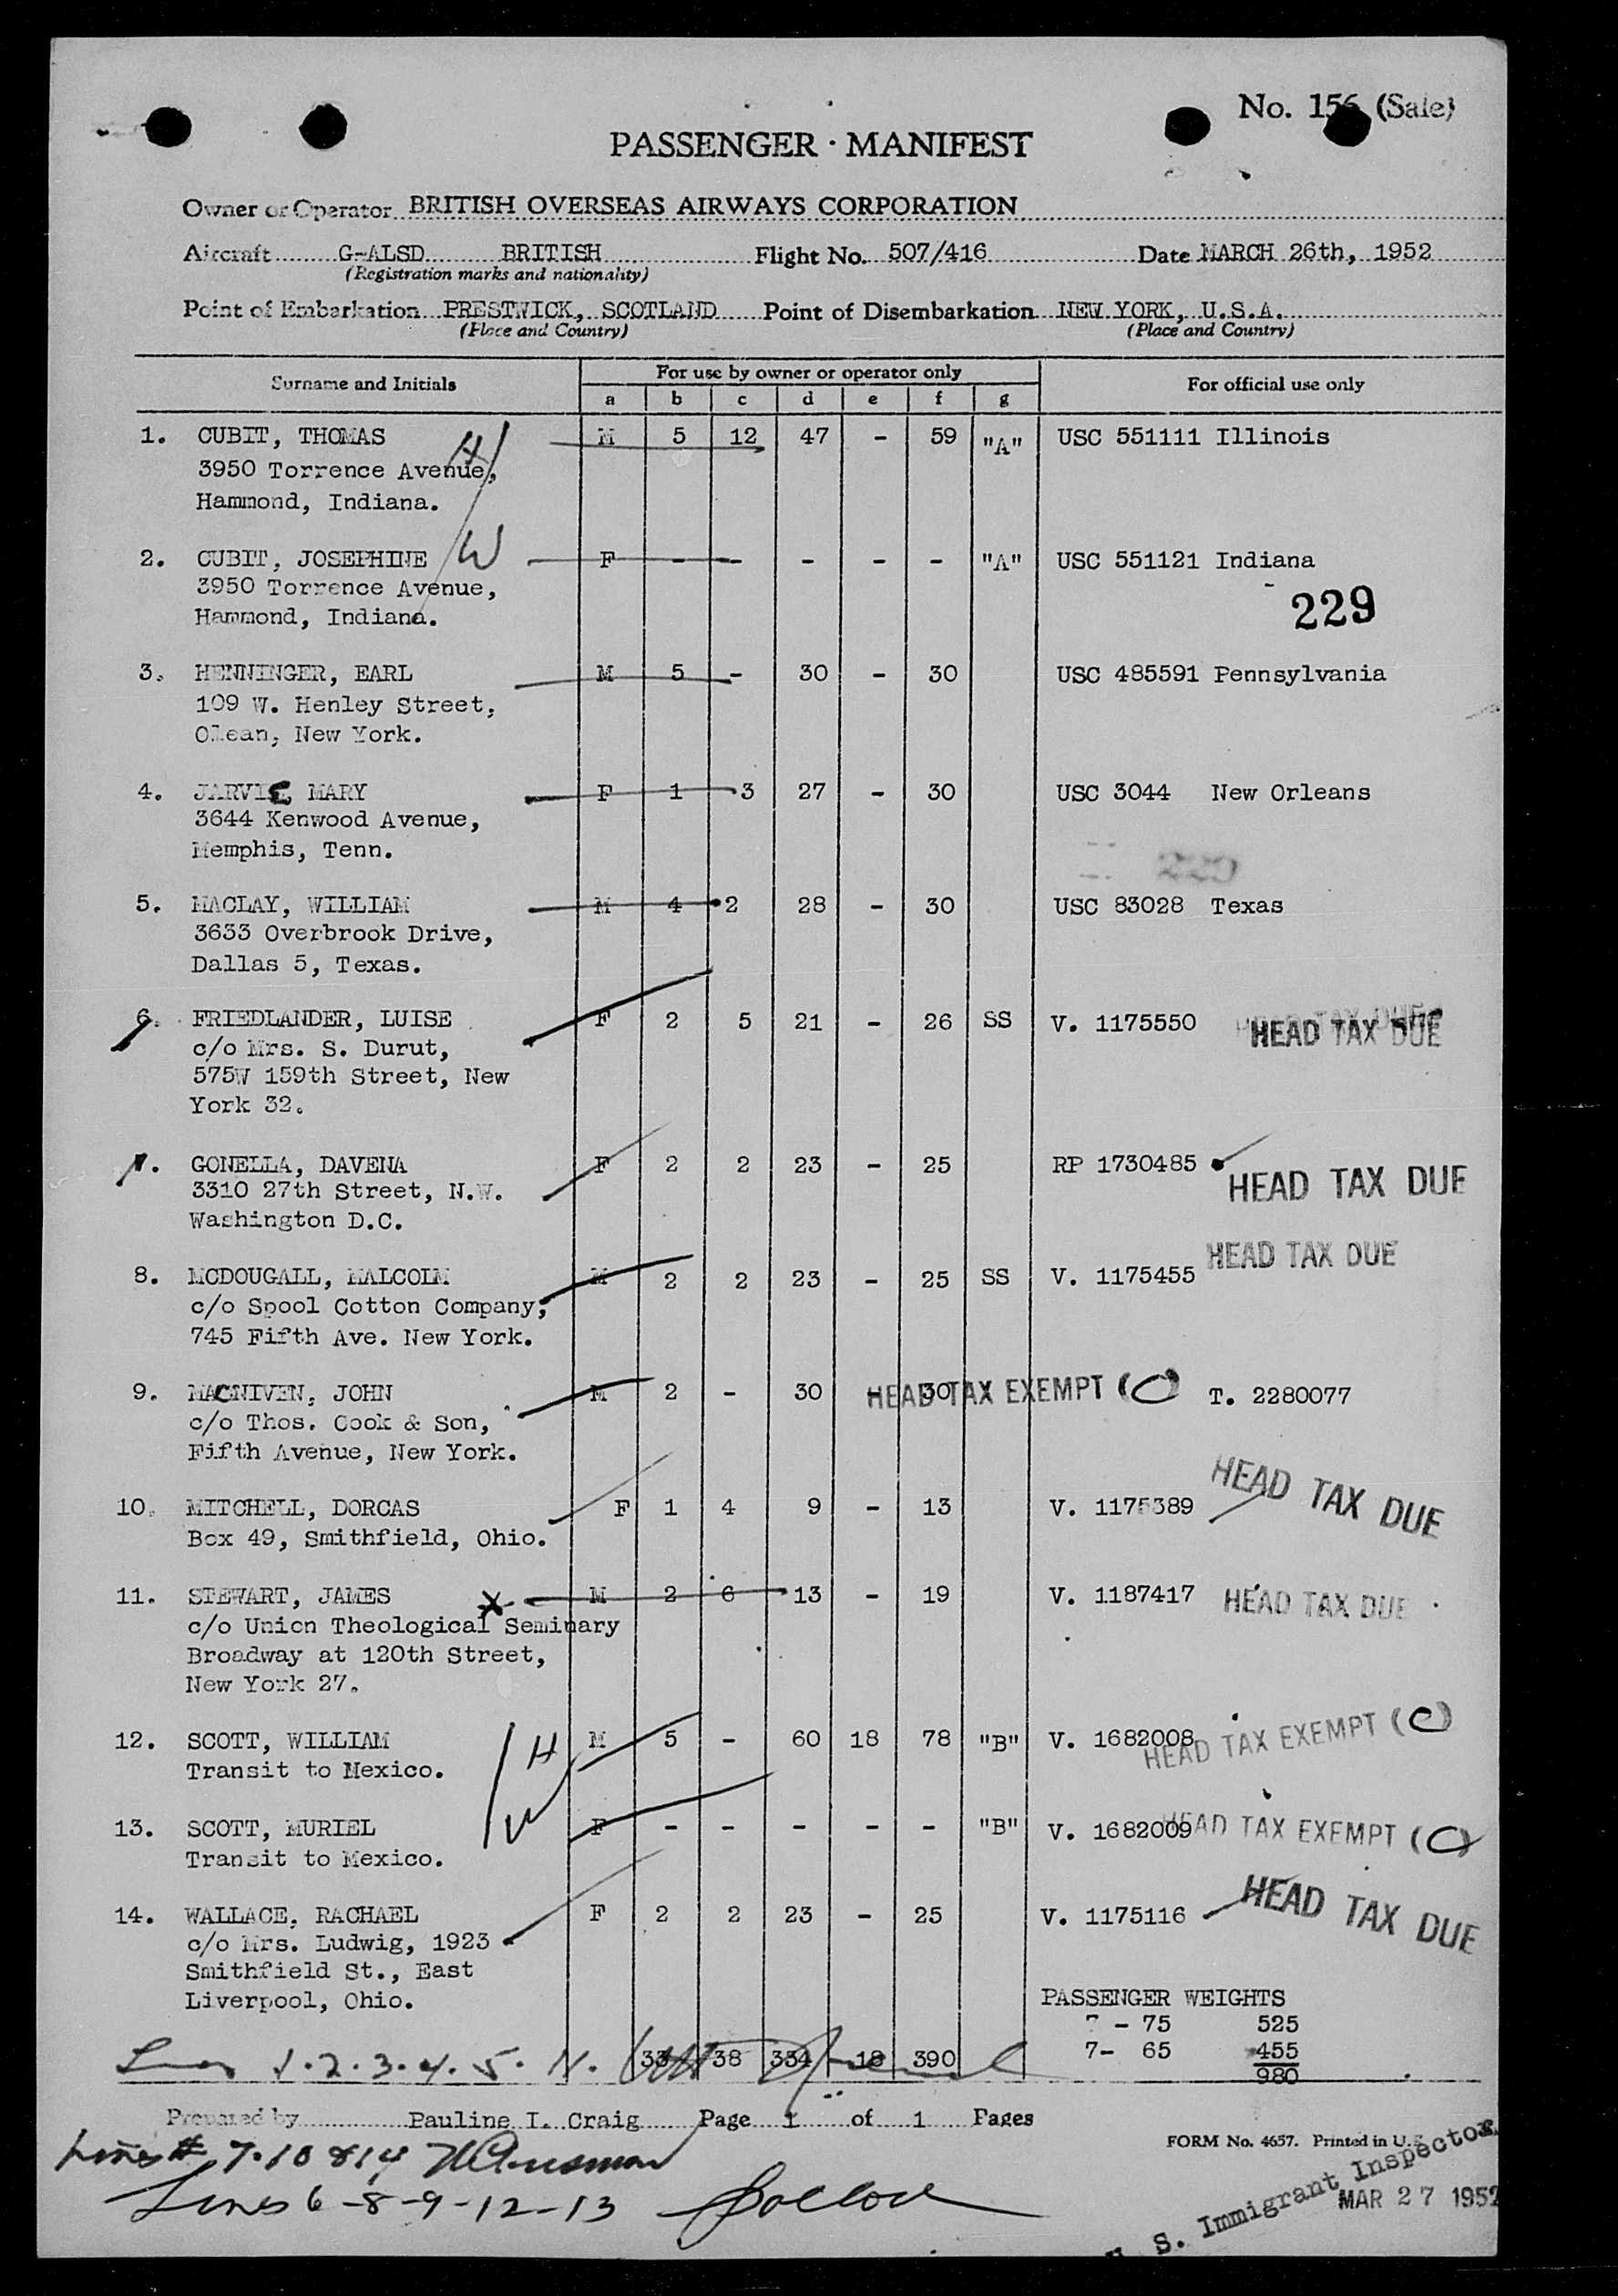 No. 156 (Sale)
PASSENGER · MANIFEST
Owner or Operator BRITISH OVERSEAS AIRWAYS CORPORATION
Aircraft G-ALSD BRITISH Flight No. 507/416 Date MARCH 26th, 1952
(Registration marks and nationality)
Point of Embarkation PRESTWICK, SCOTLAND Point of Disembarkation NEW YORK, U.S.A.
(Place and Country) (Place and Country)
Surname and Initials For use by owner or operator only For official use only
a b c d e f g
1. CUBIT, THOMAS H M 5 12 47 - 59 "A" USC 551111 Illinois
3950 Torrence Avenue,
Hammond, Indiana.
2. CUBIT, JOSEPHINE W F - - - - - "A" USC 551121 Indiana
3950 Torrence Avenue,
229
Hammond, Indiana.
3. HENNINGER, EARL M 5 - 30 - 30 USC 485591 Pennsylvania
109 W. Henley Street,
Olean, New York.
4. JARVIE, MARY F 1 3 27 - 30 USC 3044 New Orleans
3644 Kenwood Avenue,
Memphis, Tenn.
5. MACLAY, WILLIAM M 4 2 28 - 30 USC 83028 Texas
3633 Overbrook Drive,
Dallas 5, Texas.
6. FRIEDLANDER, LUISE F 2 5 21 - 26 SS V. 1175550 HEAD TAX DUE
c/o Mrs. S. Durut,
575W 159th Street, New
York 32.
7. GONELLA, DAVENA F 2 2 23 - 25 RP 1730485 HEAD TAX DUE
3310 27th Street, N.W.
Washington D.C.
8. MCDOUGALL, MALCOLM M 2 2 23 - 25 SS V. 1175455 HEAD TAX DUE
c/o Spool Cotton Company,
745 Fifth Ave. New York.
9. MACNIVEN, JOHN M 2 - 30 - 30 HEAD TAX EXEMPT (C) T. 2280077
c/o Thos. Cook & Son,
Fifth Avenue, New York.
10. MITCHELL, DORCAS F 1 4 9 - 13 V. 1175389 HEAD TAX DUE
Box 49, Smithfield, Ohio.
11. STEWART, JAMES X M 2 6 13 - 19 V. 1187417 HEAD TAX DUE
c/o Union Theological Seminary
Broadway at 120th Street,
New York 27.
12. SCOTT, WILLIAM H M 5 - 60 18 78 "B" V. 1682008 HEAD TAX EXEMPT (C)
Transit to Mexico.
13. SCOTT, MURIEL W F - - - - - "B" V. 1682009 HEAD TAX EXEMPT (C)
Transit to Mexico.
14. WALLACE, RACHAEL F 2 2 23 - 25 V. 1175116 HEAD TAX DUE
c/o Mrs. Ludwig, 1923
Smithfield St., East
Liverpool, Ohio.
PASSENGER WEIGHTS
7 - 75 525
7- 65 455
980
Lines 1.2.3.4.5.11. 33 38 334 18 390
Prepared by Pauline I. Craig Page 1 of 1 Pages
FORM No. 4657. Printed in U.S.
Lines # 7.10 & 14
Lines 6-8-9-12-13
U. S. Immigrant Inspector
MAR 27 1952